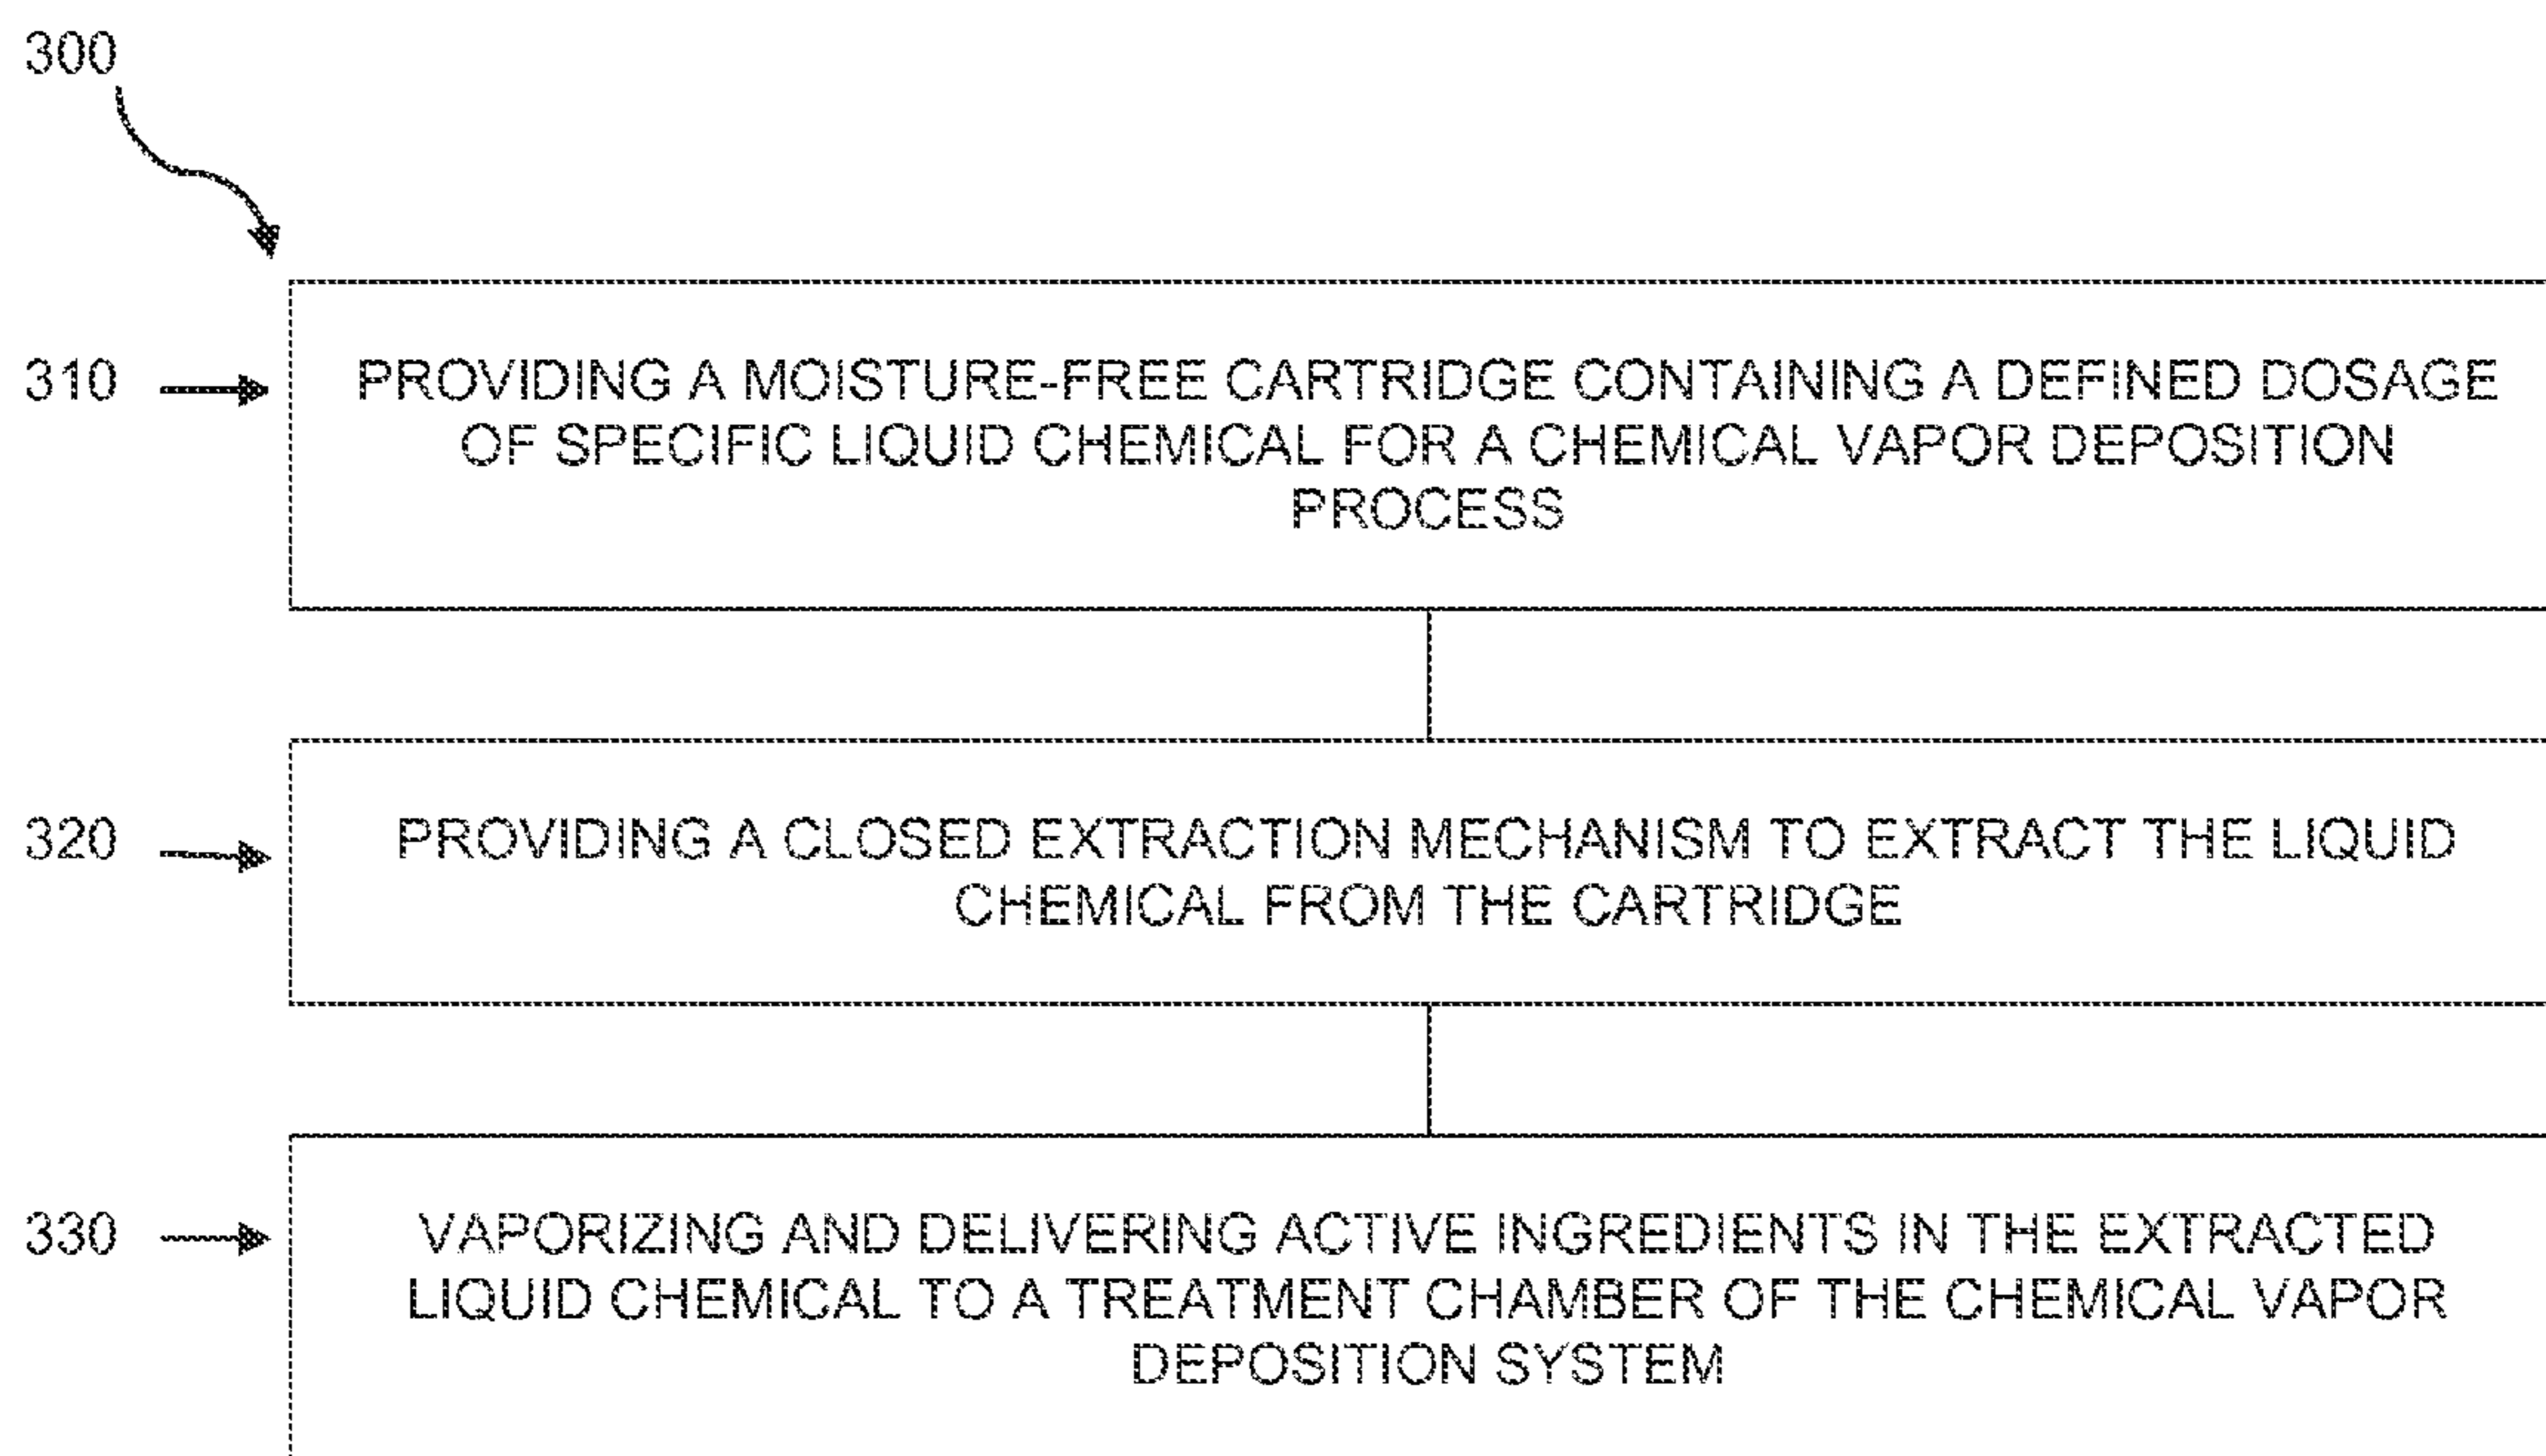 300
310
PROVIDING A MOISTURE-FREE CARTRIDGE CONTAINING A DEFINED DOSAGE
OF SPECIFIC LIQUID CHEMICAL FOR A CHEMICAL VAPOR DEPOSITION
PROCESS
320
PROVIDING A CLOSED EXTRACTION MECHANISM TO EXTRACT THE LIQUID
CHEMICAL FROM THE CARTRIDGE
330
VAPORIZING AND DELIVERING ACTIVE INGREDIENTS IN THE EXTRACTED
LIQUID CHEMICAL TO A TREATMENT CHAMBER OF THE CHEMICAL VAPOR
DEPOSITION SYSTEM